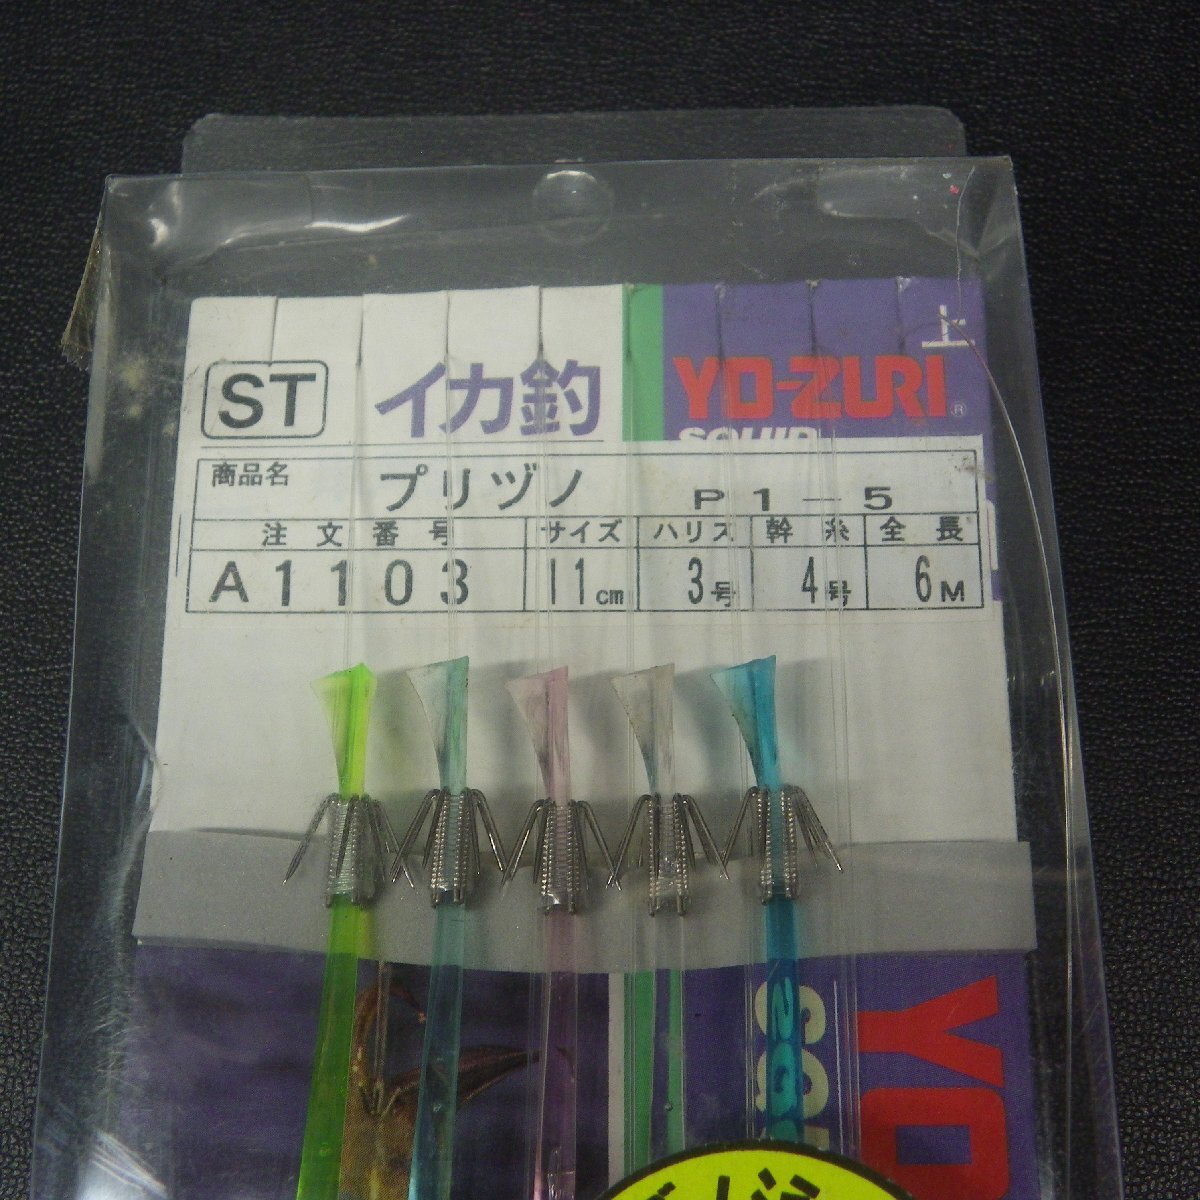 上
ST イカ釣 YO-ZURI®
SQUID
商品名 プリヅノ P1-5
注文番号 サイズ ハリス 幹糸 全長
A1103 11cm 3号 4号 6M